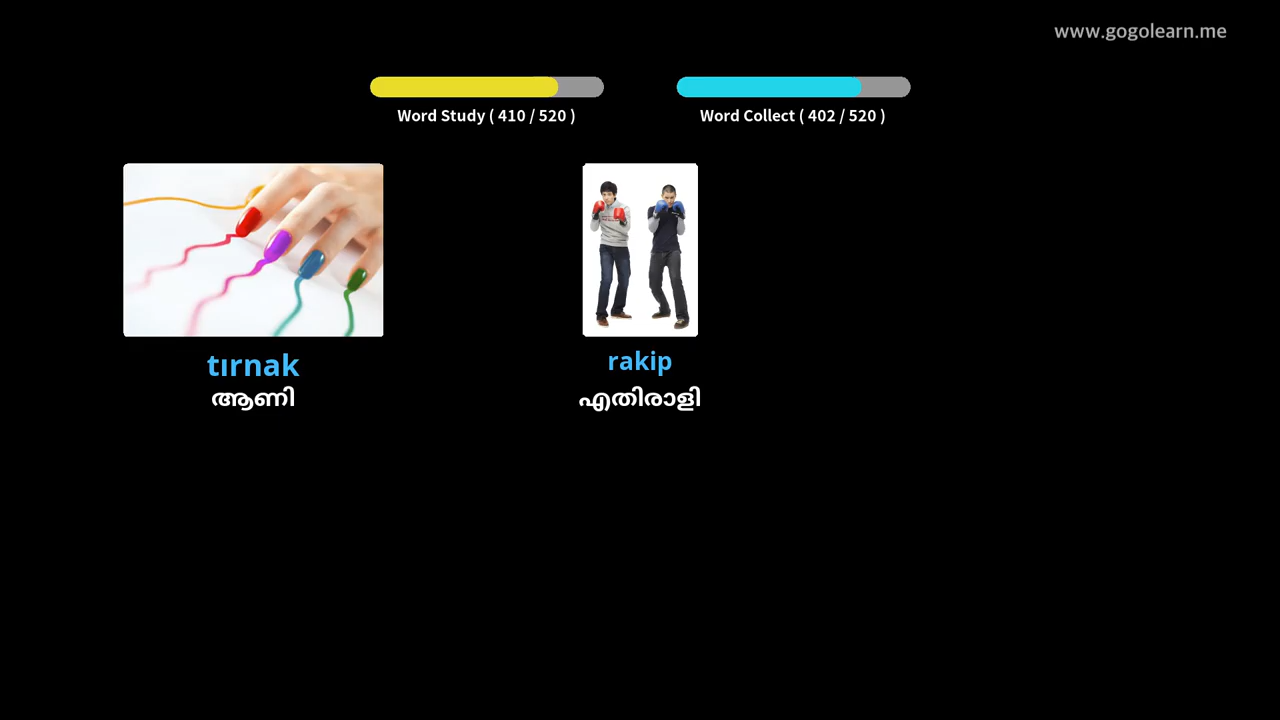 www.gogolearn.me
Word Study ( 410 / 520 )
Word Collect ( 402 / 520 )
tırnak
ആണി
rakip
എതിരാളി